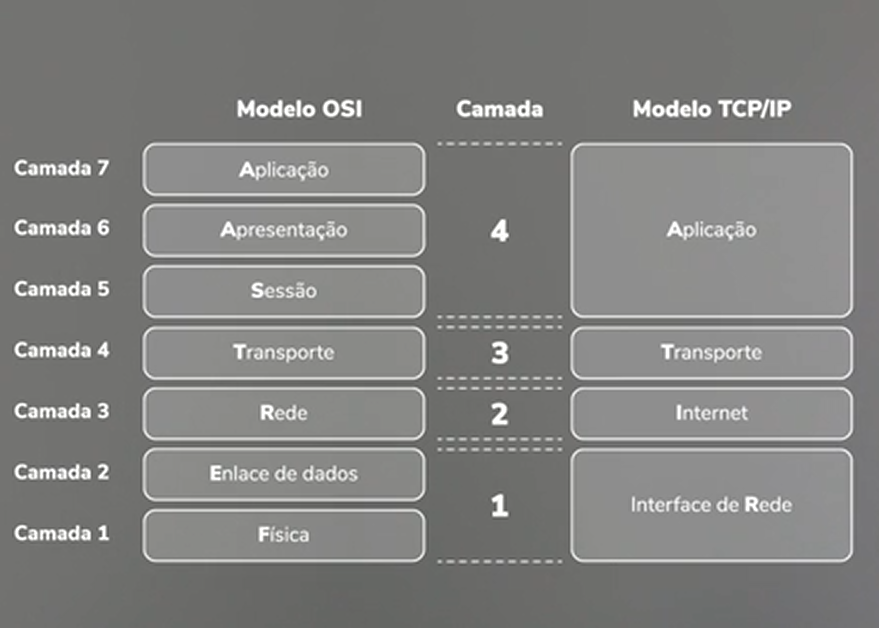 Modelo OSI Camada Modelo TCP/IP
Camada 7 Aplicação
Camada 6 Apresentação 4 Aplicação
Camada 5 Sessão
Camada 4 Transporte 3 Transporte
Camada 3 Rede 2 Internet
Camada 2 Enlace de dados
1 Interface de Rede
Camada 1 Física